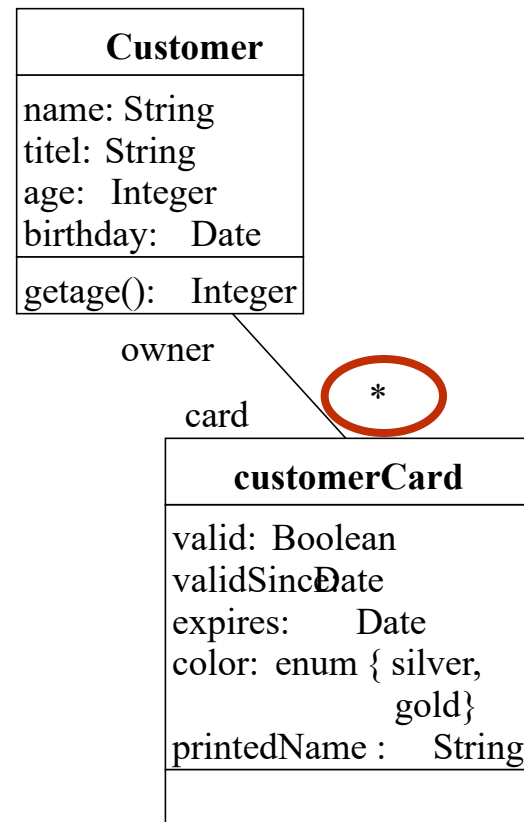 Customer
name: String
titel: String
age: Integer
birthday: Date
getage(): Integer
owner
*
card
customerCard
valid: Boolean
validSince: Date
expires: Date
color: enum { silver,
gold}
printedName : String